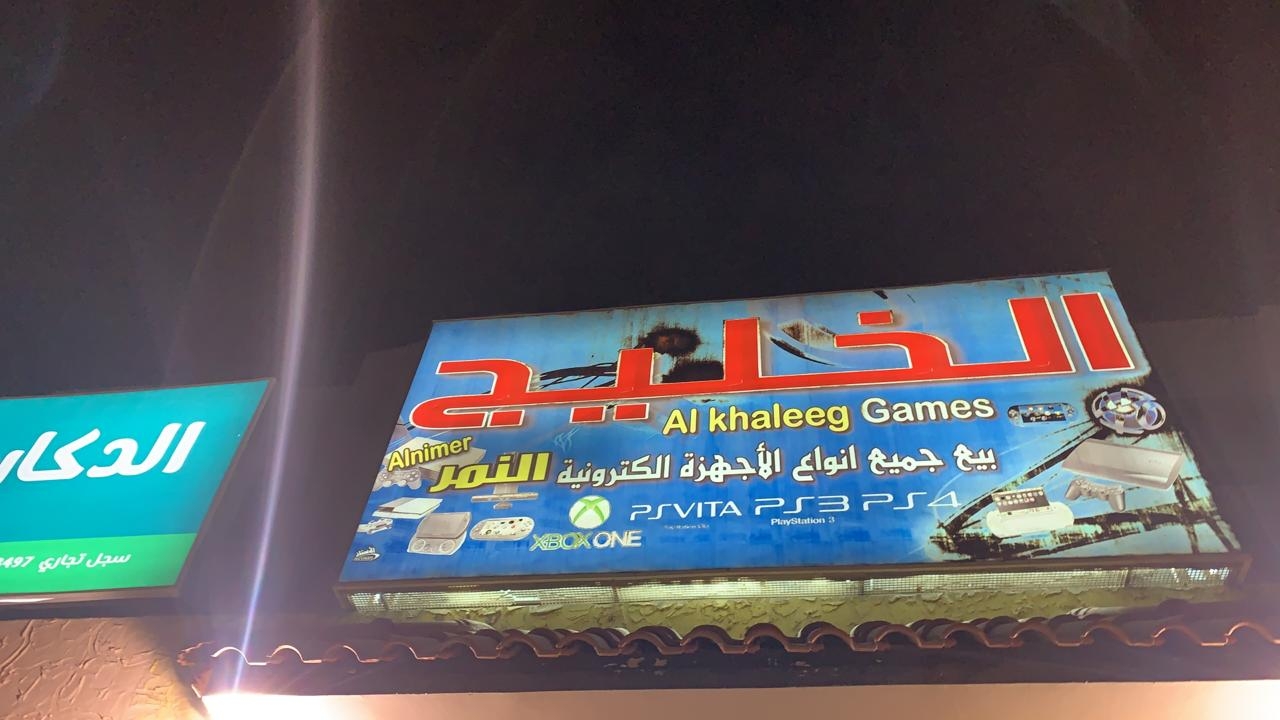 الخليج
Al khaleeg Games
بيع جميع انواع الأجهزة الكترونية
Alnimer
النمر
XBOX ONE
PSVITA PS3 PS4
PlayStation 3
سجل تجاري